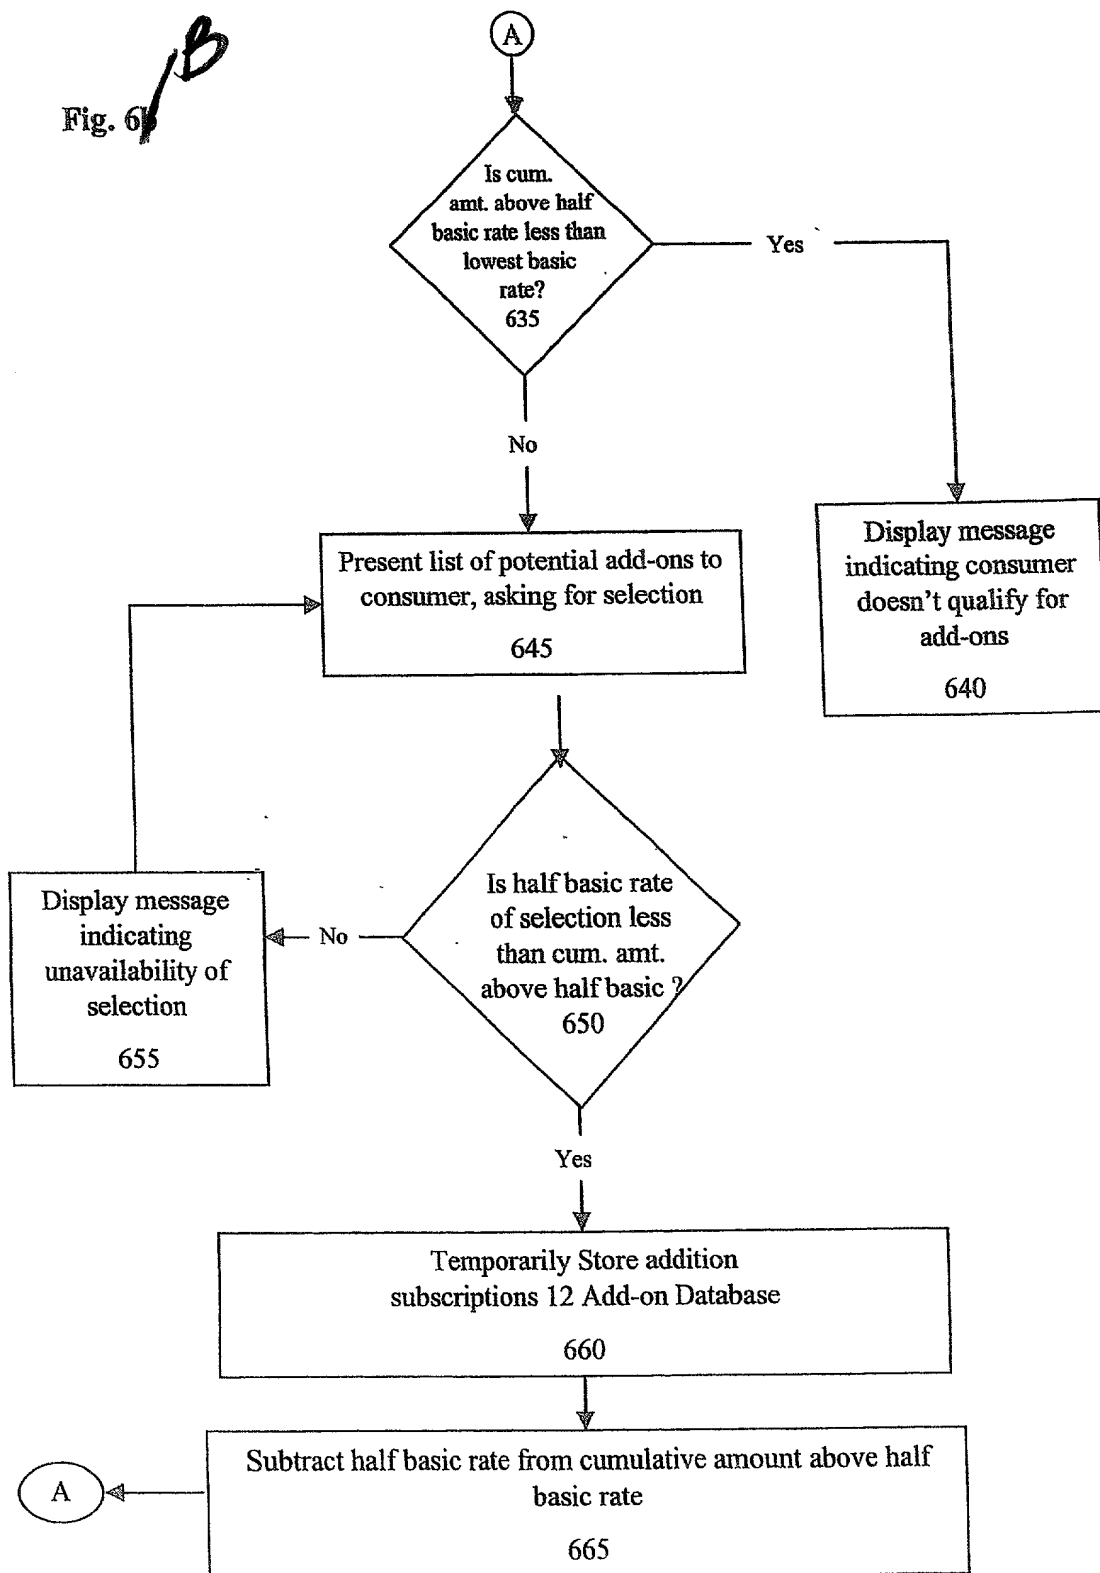 A
B
Fig. 6b
Is cum.
amt. above half
basic rate less than
lowest basic
rate?
635
Yes
No
Present list of potential add-ons to
consumer, asking for selection
645
Display message
indicating consumer
doesn't qualify for
add-ons
640
Is half basic rate
of selection less
than cum. amt.
above half basic ?
650
No
Display message
indicating
unavailability of
selection
655
Yes
Temporarily Store addition
subscriptions 12 Add-on Database
660
Subtract half basic rate from cumulative amount above half
basic rate
665
A